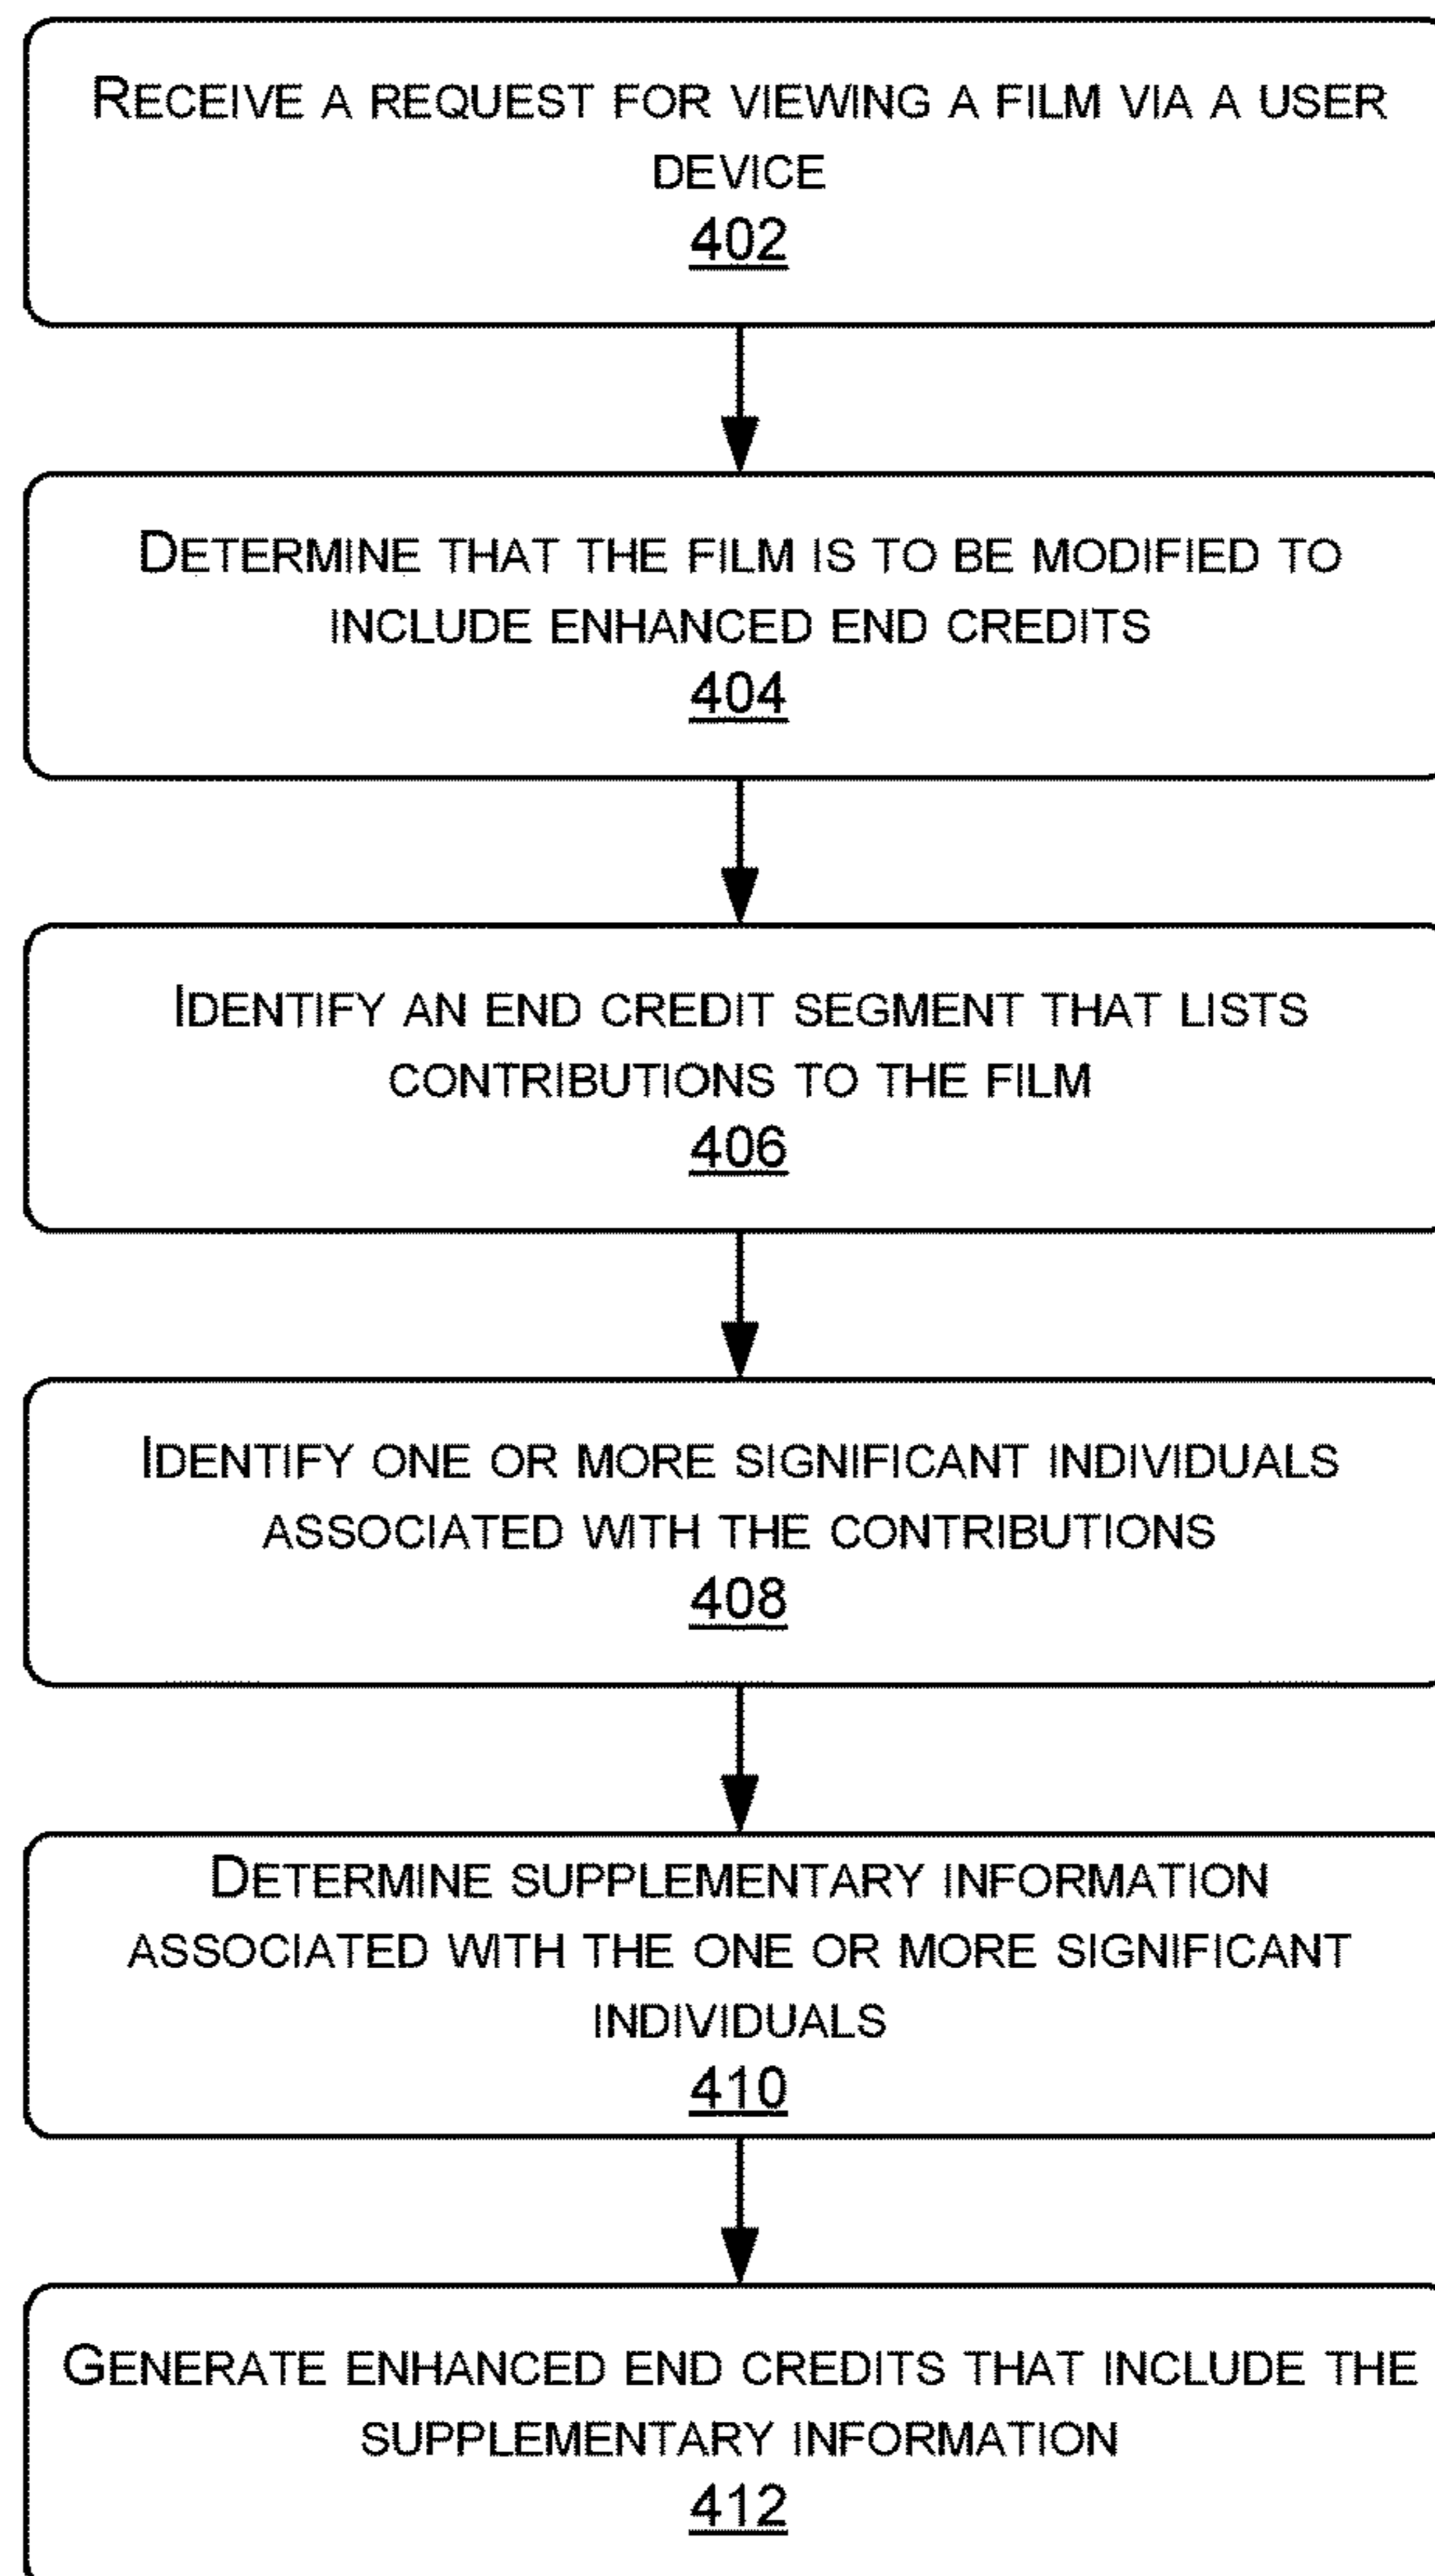 RECEIVE A REQUEST FOR VIEWING A FILM VIA A USER
DEVICE
402
DETERMINE THAT THE FILM IS TO BE MODIFIED TO
INCLUDE ENHANCED END CREDITS
404
IDENTIFY AN END CREDIT SEGMENT THAT LISTS
CONTRIBUTIONS TO THE FILM
406
IDENTIFY ONE OR MORE SIGNIFICANT INDIVIDUALS
ASSOCIATED WITH THE CONTRIBUTIONS
408
DETERMINE SUPPLEMENTARY INFORMATION
ASSOCIATED WITH THE ONE OR MORE SIGNIFICANT
INDIVIDUALS
410
GENERATE ENHANCED END CREDITS THAT INCLUDE THE
SUPPLEMENTARY INFORMATION
412